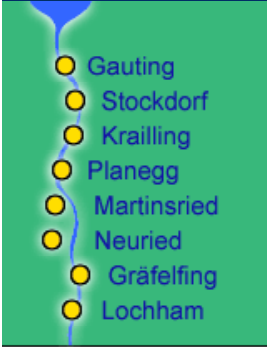 Gauting
Stockdorf
Krailling
Planegg
Martinsried
Neuried
Gräfelfing
Lochham